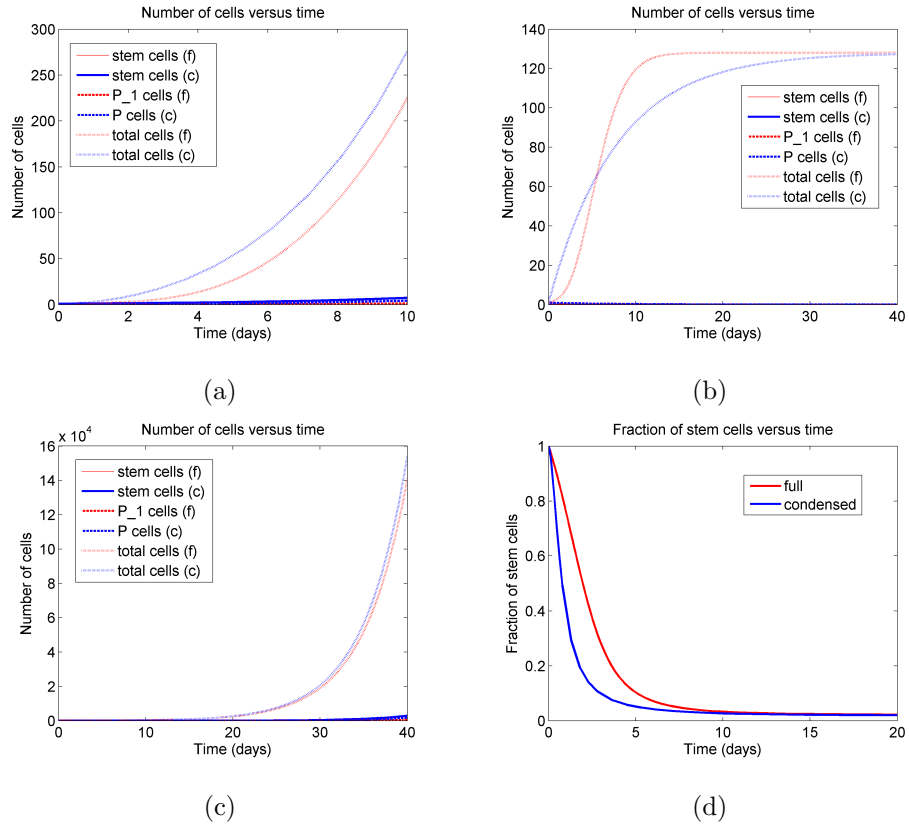 Number of cells versus time
300
250
200
150
100
50
0
Number of cells
stem cells (f)
stem cells (c)
P_1 cells (f)
P cells (c)
total cells (f)
total cells (c)
0 2 4 6 8 10
Time (days)
(a)
Number of cells versus time
140
120
100
80
60
40
20
0
Number of cells
stem cells (f)
stem cells (c)
P_1 cells (f)
P cells (c)
total cells (f)
total cells (c)
0 10 20 30 40
Time (days)
(b)
Number of cells versus time
x 10^4
16
14
12
10
8
6
4
2
0
Number of cells
stem cells (f)
stem cells (c)
P_1 cells (f)
P cells (c)
total cells (f)
total cells (c)
0 10 20 30 40
Time (days)
(c)
Fraction of stem cells versus time
1
0.8
0.6
0.4
0.2
0
Fraction of stem cells
full
condensed
0 5 10 15 20
Time (days)
(d)